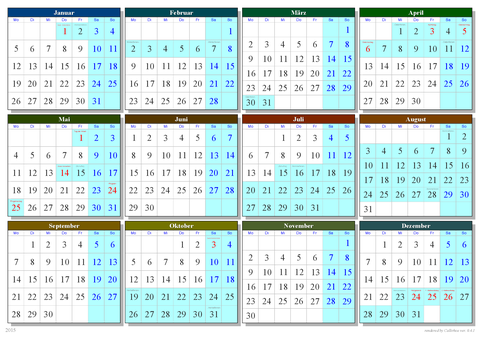 Januar
Mo Di Mi Do Fr Sa So
1 2 3 4
5 6 7 8 9 10 11
12 13 14 15 16 17 18
19 20 21 22 23 24 25
26 27 28 29 30 31
Februar
Mo Di Mi Do Fr Sa So
1
2 3 4 5 6 7 8
9 10 11 12 13 14 15
16 17 18 19 20 21 22
23 24 25 26 27 28
März
Mo Di Mi Do Fr Sa So
1
2 3 4 5 6 7 8
9 10 11 12 13 14 15
16 17 18 19 20 21 22
23 24 25 26 27 28 29
30 31
April
Mo Di Mi Do Fr Sa So
1 2 3 4 5
6 7 8 9 10 11 12
13 14 15 16 17 18 19
20 21 22 23 24 25 26
27 28 29 30
Mai
Mo Di Mi Do Fr Sa So
1 2 3
4 5 6 7 8 9 10
11 12 13 14 15 16 17
18 19 20 21 22 23 24
25 26 27 28 29 30 31
Juni
Mo Di Mi Do Fr Sa So
1 2 3 4 5 6 7
8 9 10 11 12 13 14
15 16 17 18 19 20 21
22 23 24 25 26 27 28
29 30
Juli
Mo Di Mi Do Fr Sa So
1 2 3 4 5
6 7 8 9 10 11 12
13 14 15 16 17 18 19
20 21 22 23 24 25 26
27 28 29 30 31
August
Mo Di Mi Do Fr Sa So
1 2
3 4 5 6 7 8 9
10 11 12 13 14 15 16
17 18 19 20 21 22 23
24 25 26 27 28 29 30
31
September
Mo Di Mi Do Fr Sa So
1 2 3 4 5 6
7 8 9 10 11 12 13
14 15 16 17 18 19 20
21 22 23 24 25 26 27
28 29 30
Oktober
Mo Di Mi Do Fr Sa So
1 2 3 4
5 6 7 8 9 10 11
12 13 14 15 16 17 18
19 20 21 22 23 24 25
26 27 28 29 30 31
November
Mo Di Mi Do Fr Sa So
1
2 3 4 5 6 7 8
9 10 11 12 13 14 15
16 17 18 19 20 21 22
23 24 25 26 27 28 29
30
Dezember
Mo Di Mi Do Fr Sa So
1 2 3 4 5 6
7 8 9 10 11 12 13
14 15 16 17 18 19 20
21 22 23 24 25 26 27
28 29 30 31